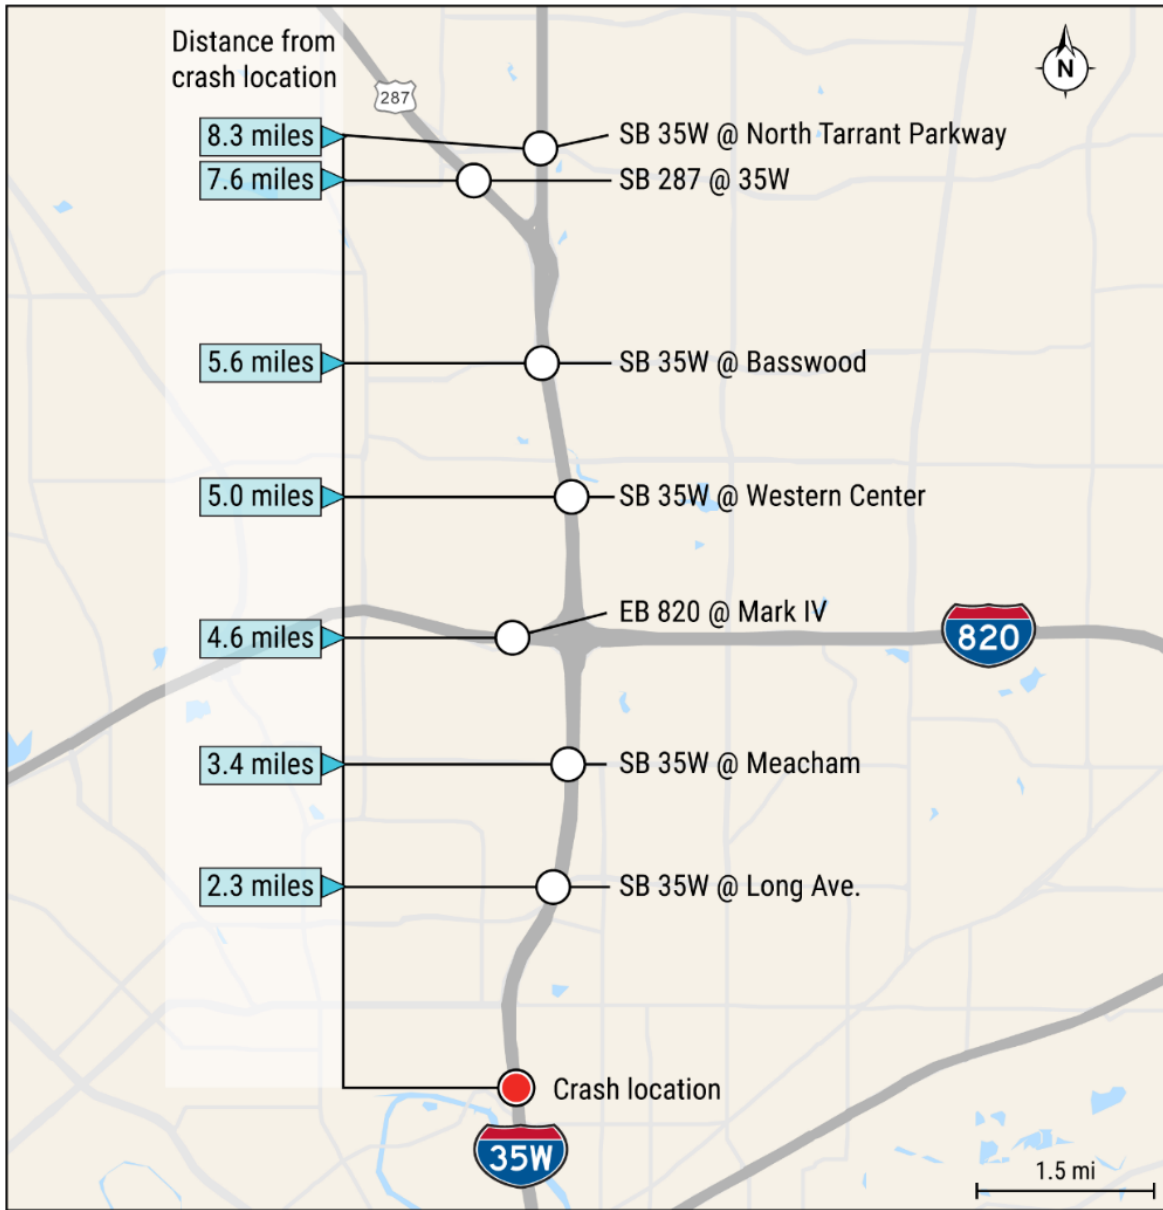 Distance from
crash location
N
287
8.3 miles
SB 35W @ North Tarrant Parkway
7.6 miles
SB 287 @ 35W
5.6 miles
SB 35W @ Basswood
5.0 miles
SB 35W @ Western Center
EB 820 @ Mark IV
4.6 miles
820
3.4 miles
SB 35W @ Meacham
2.3 miles
SB 35W @ Long Ave.
Crash location
35W
1.5 mi